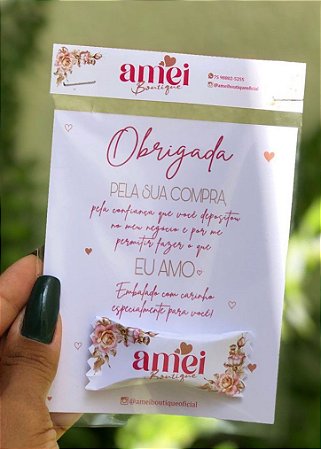 amei
Boutique
75 98862-5255
@ameiboutiqueoficial
Obrigada
PELA SUA COMPRA
pela confiança que você depositou
no meu negócio e por me
permitir fazer o que
EU AMO
Embalado com carinho
especialmente para você!
amei
Boutique
@ameiboutiqueoficial